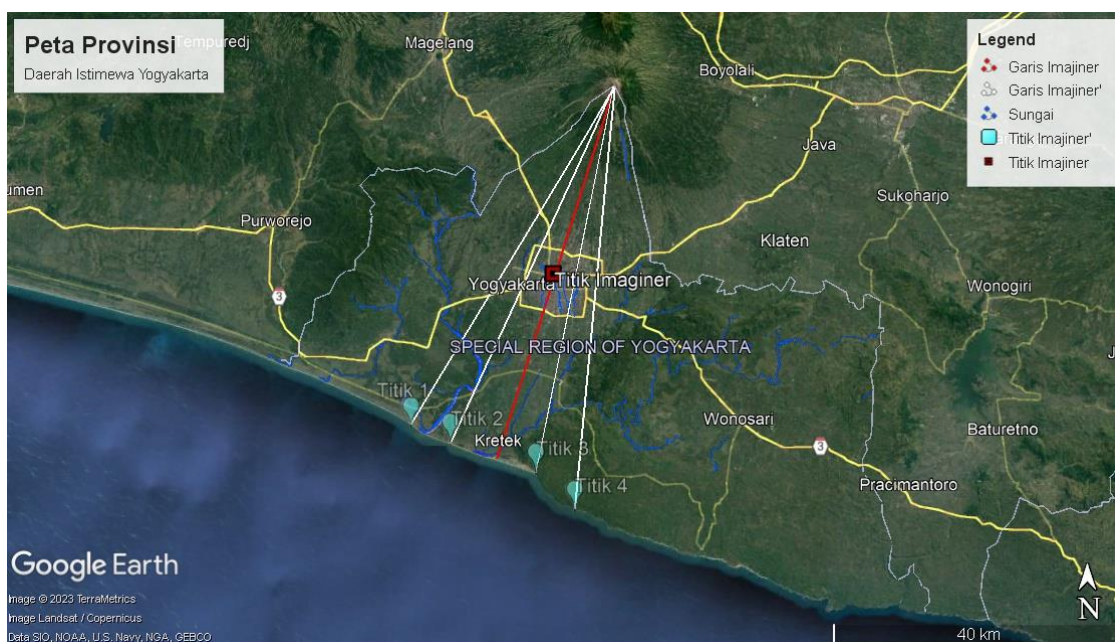 Peta Provinsi
Daerah Istimewa Yogyakarta
Tempuredj
Magelang
Boyolali
Legend
Garis Imajiner
Garis Imajiner'
Sungai
Titik Imajiner'
Titik Imajiner
Java
umen
Purworejo
Sukoharjo
Klaten
3
Yogyakarta
Titik Imaginer
Wonogiri
SPECIAL REGION OF YOGYAKARTA
Titik 1
Titik 2
Kretek
Titik 3
Titik 4
Wonosari
3
Baturetno
Pracimantoro
Google Earth
Image © 2023 TerraMetrics
Image Landsat / Copernicus
Data SIO, NOAA, U.S. Navy, NGA, GEBCO
N
40 km